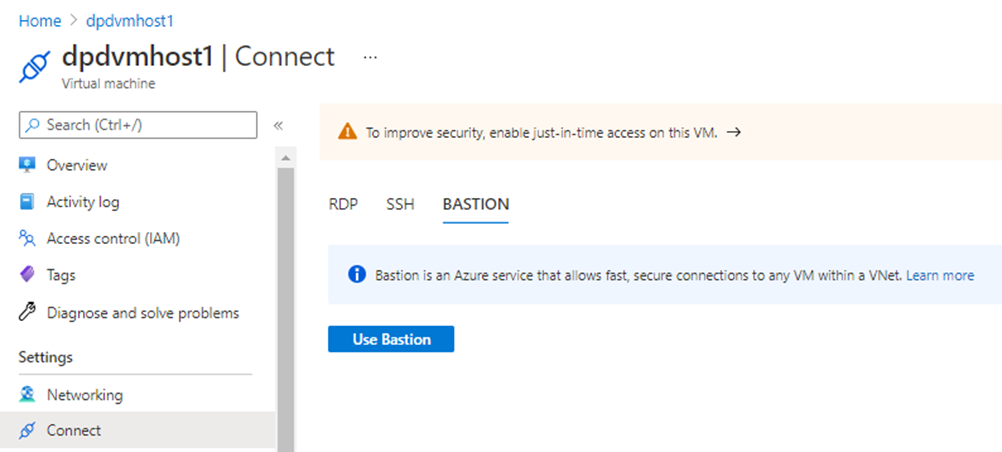 Home > dpdvmhost1
dpdvmhost1 | Connect ...
Virtual machine
Search (Ctrl+/) «
Overview
Activity log
Access control (IAM)
Tags
Diagnose and solve problems
Settings
Networking
Connect
To improve security, enable just-in-time access on this VM. →
RDP SSH BASTION
Bastion is an Azure service that allows fast, secure connections to any VM within a VNet. Learn more
Use Bastion